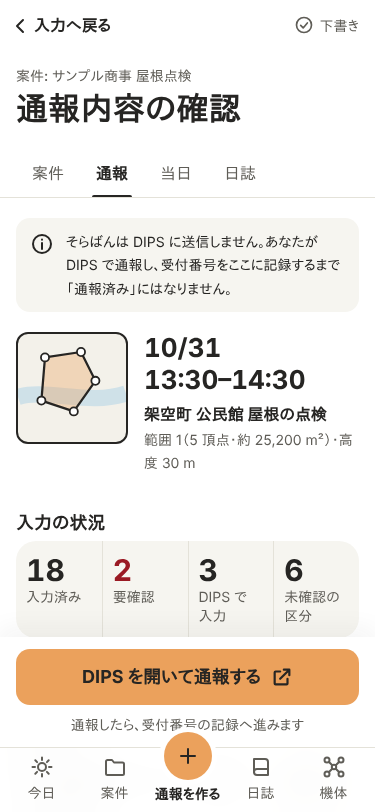 入力へ戻る
下書き
案件: サンプル商事 屋根点検
通報内容の確認
案件 通報 当日 日誌
そらばんは DIPS に送信しません。あなたが
DIPS で通報し、受付番号をここに記録するまで
「通報済み」にはなりません。
10/31
13:30–14:30
架空町 公民館 屋根の点検
範囲 1（5 頂点・約 25,200 m²）・高
度 30 m
入力の状況
18 2 3 6
入力済み 要確認 DIPS で 未確認の
入力 区分
DIPS を開いて通報する
通報したら、受付番号の記録へ進みます
今日 案件 通報を作る 日誌 機体